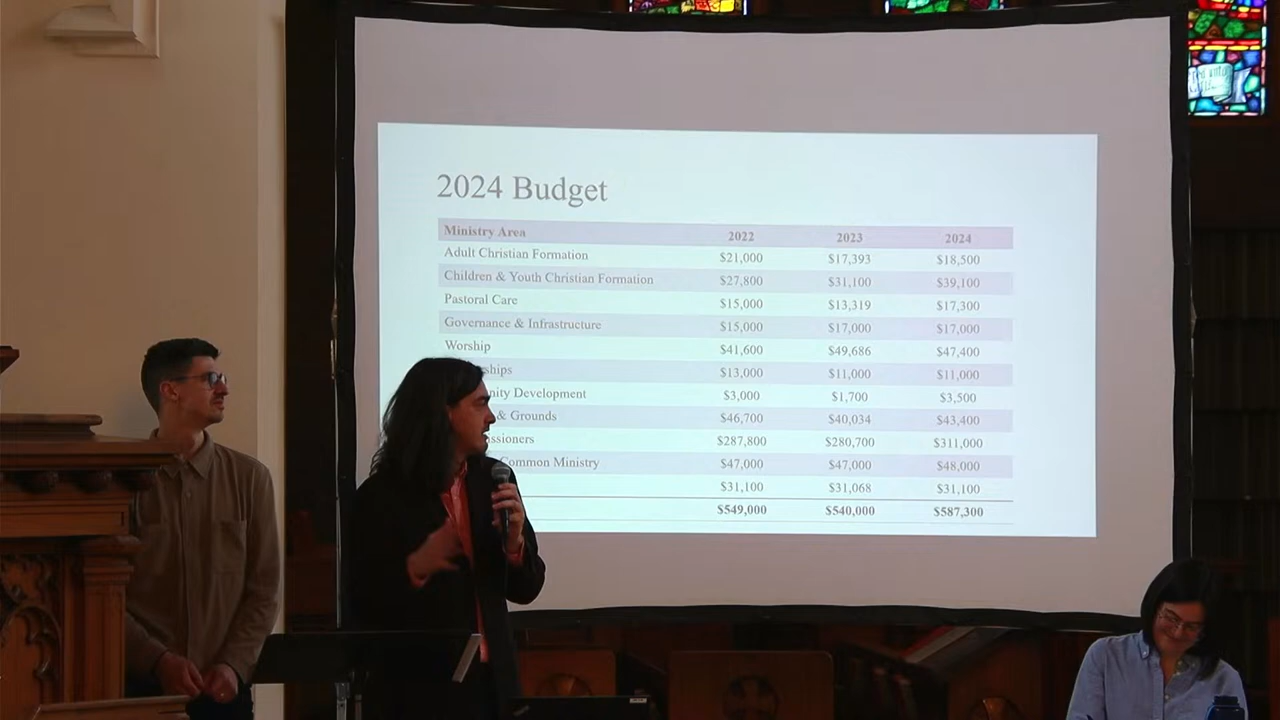 2024 Budget
Ministry Area 2022 2023 2024
Adult Christian Formation $21,000 $17,393 $18,500
Children & Youth Christian Formation $27,800 $31,100 $39,100
Pastoral Care $15,000 $13,319 $17,300
Governance & Infrastructure $15,000 $17,000 $17,000
Worship $41,600 $49,686 $47,400
ships $13,000 $11,000 $11,000
nity Development $3,000 $1,700 $3,500
& Grounds $46,700 $40,034 $43,400
ssioners $287,800 $280,700 $311,000
Common Ministry $47,000 $47,000 $48,000
$31,100 $31,068 $31,100
$549,000 $540,000 $587,300